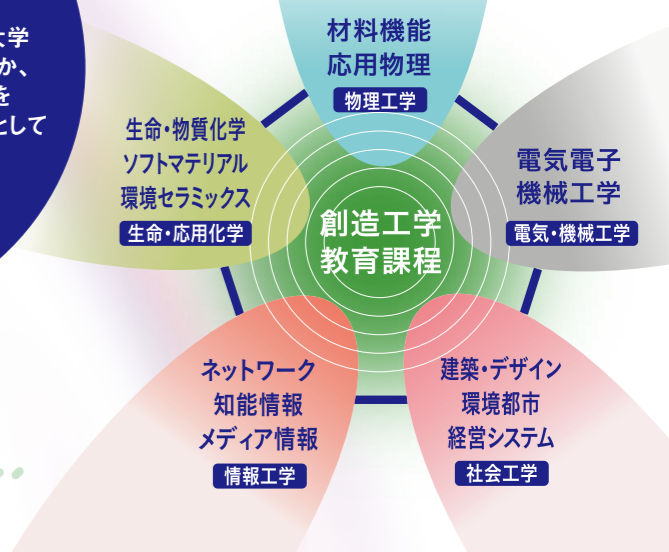 大学
か、
を
として
材料機能
応用物理
物理工学
生命・物質化学
ソフトマテリアル
環境セラミックス
生命・応用化学
電気電子
機械工学
電気・機械工学
創造工学
教育課程
ネットワーク
知能情報
メディア情報
情報工学
建築・デザイン
環境都市
経営システム
社会工学